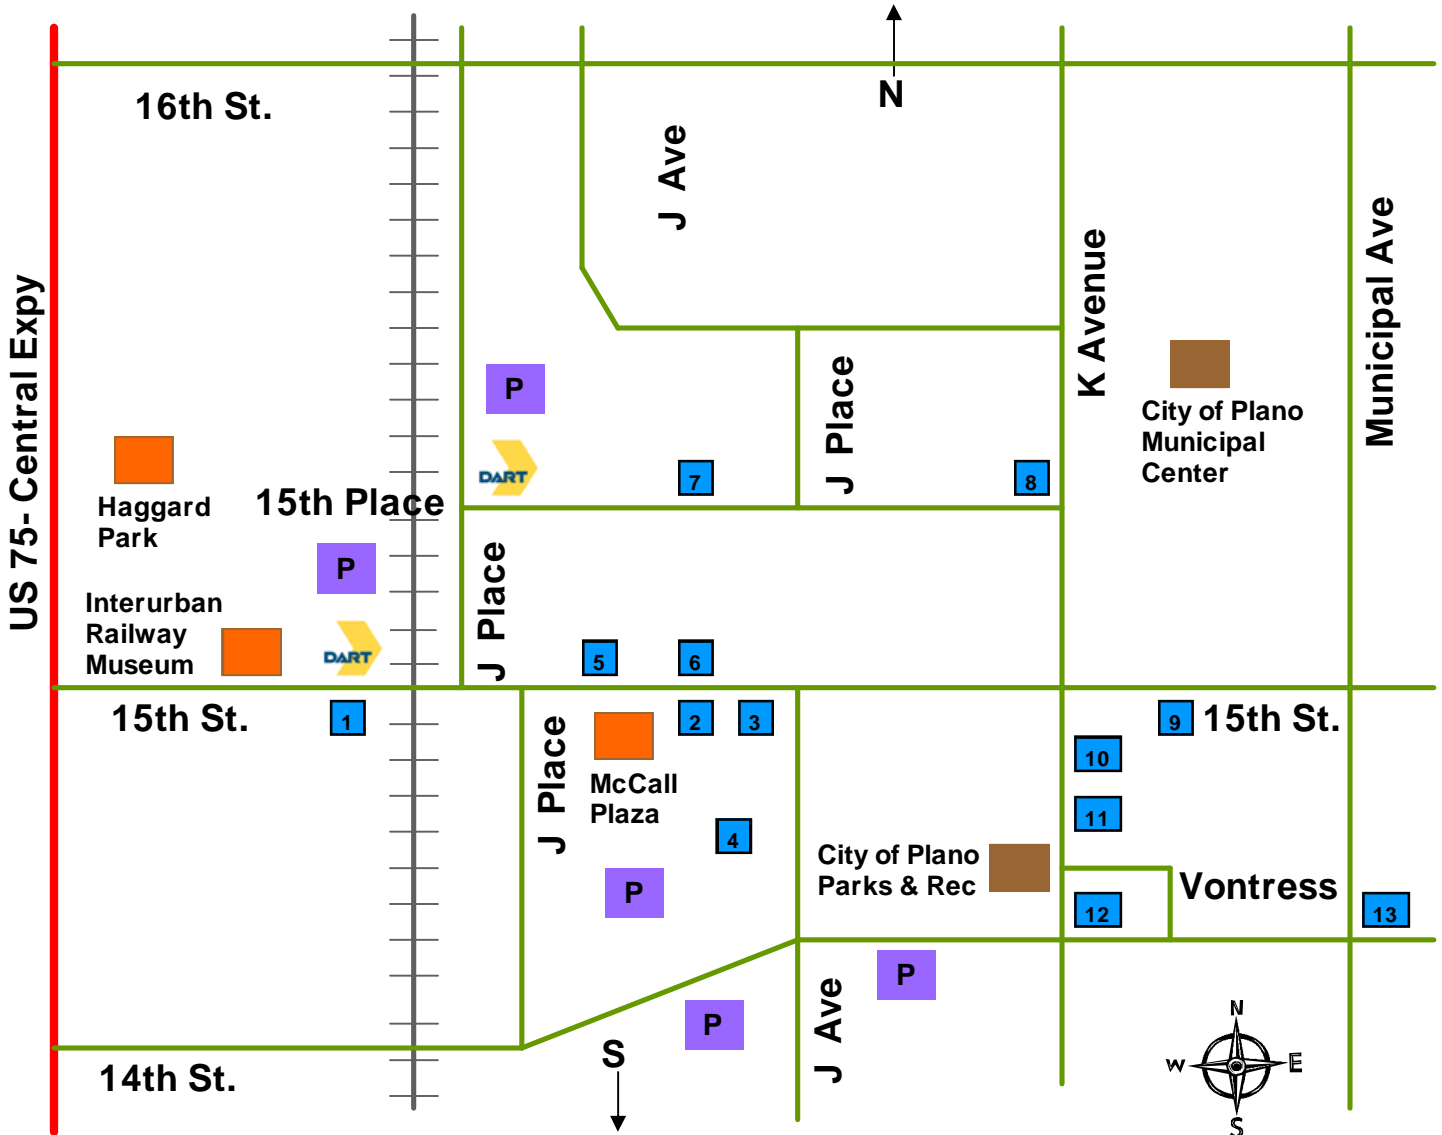 N
16th St.
J Ave
K Avenue
Municipal Ave
US 75- Central Expy
P
J Place
City of Plano
Municipal
Center
DART
7
8
Haggard
Park
15th Place
P
J Place
Interurban
Railway
Museum
DART
5
6
15th St.
1
J Place
2
3
9
15th St.
McCall
Plaza
10
11
4
City of Plano
Parks & Rec
P
Vontress
12
13
P
P
J Ave
S
14th St.
N
W
E
S